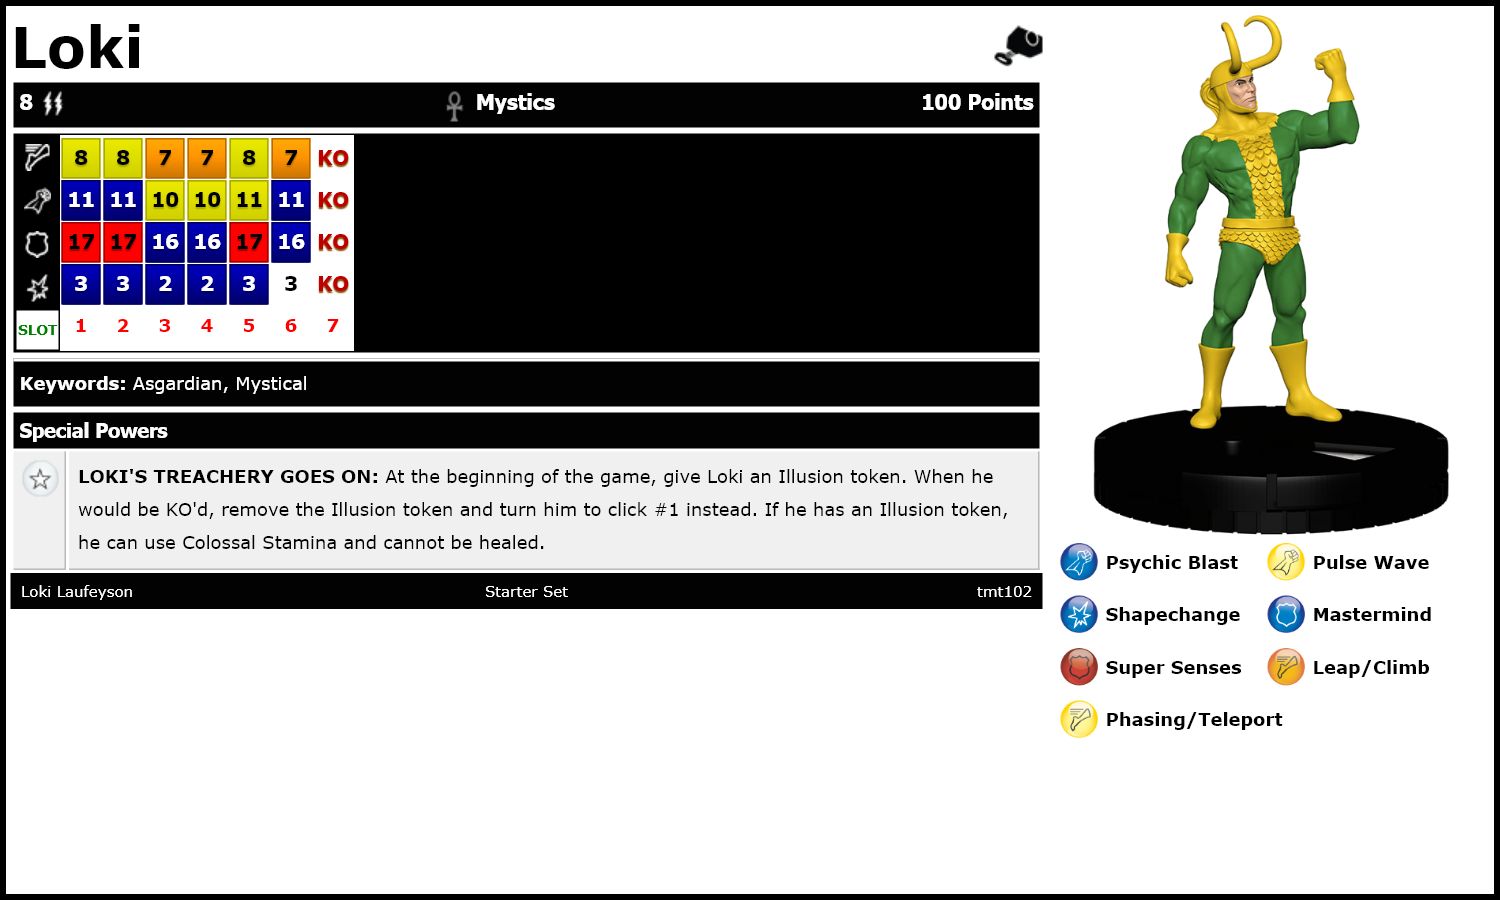 Loki
8 Mystics 100 Points
8 8 7 7 8 7 KO
11 11 10 10 11 11 KO
17 17 16 16 17 16 KO
3 3 2 2 3 3 KO
SLOT 1 2 3 4 5 6 7
Keywords: Asgardian, Mystical
Special Powers
LOKI'S TREACHERY GOES ON: At the beginning of the game, give Loki an Illusion token. When he
would be KO'd, remove the Illusion token and turn him to click #1 instead. If he has an Illusion token,
he can use Colossal Stamina and cannot be healed.
Loki Laufeyson Starter Set tmt102
Psychic Blast Pulse Wave
Shapechange Mastermind
Super Senses Leap/Climb
Phasing/Teleport